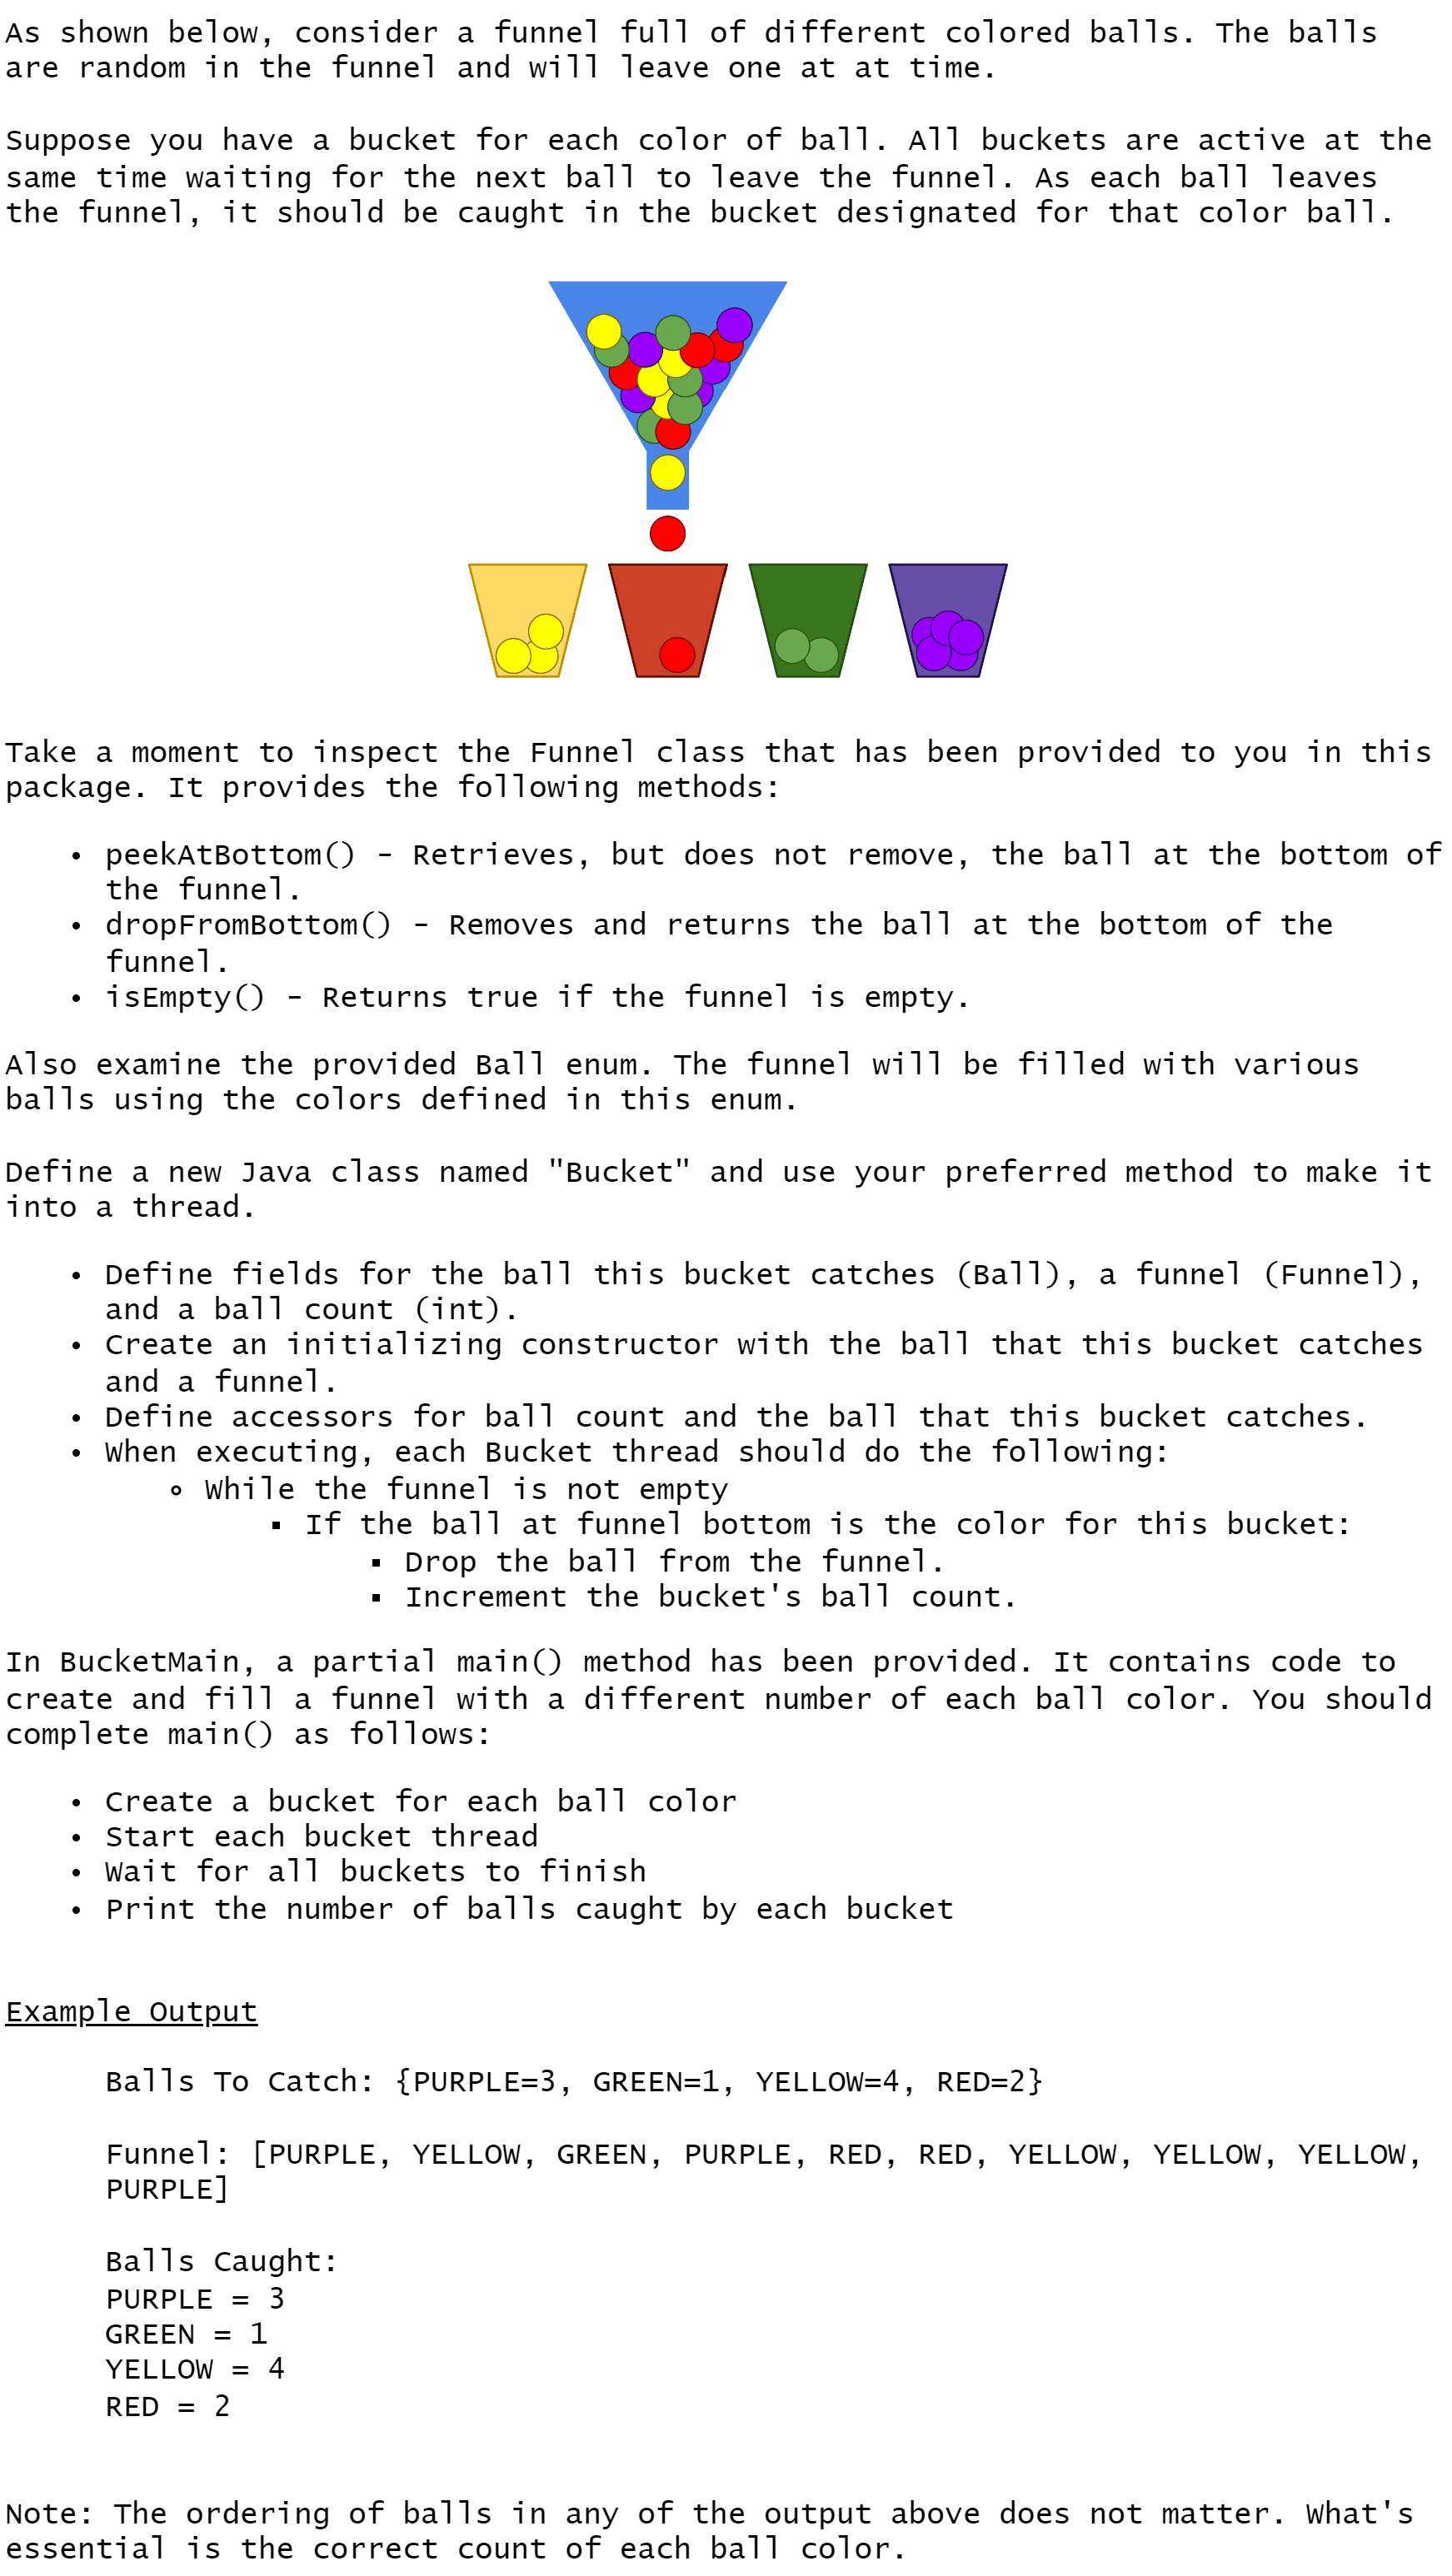 As shown below, consider a funnel full of different colored balls. The balls
are random in the funnel and will leave one at at time.
Suppose you have a bucket for each color of ball. All buckets are active at the
same time waiting for the next ball to leave the funnel. As each ball leaves
the funnel, it should be caught in the bucket designated for that color ball.
Take a moment to inspect the Funnel class that has been provided to you in this
package. It provides the following methods:
• peekAtBottom() – Retrieves, but does not remove, the ball at the bottom of
the funnel.
• dropFromBottom() – Removes and returns the ball at the bottom of the
funnel.
• isEmpty() – Returns true if the funnel is empty.
Also examine the provided Ball enum. The funnel will be filled with various
balls using the colors defined in this enum.
Define a new Java class named "Bucket" and use your preferred method to make it
into a thread.
• Define fields for the ball this bucket catches (Ball), a funnel (Funnel),
and a ball count (int).
• Create an initializing constructor with the ball that this bucket catches
and a funnel.
• Define accessors for ball count and the ball that this bucket catches.
• When executing, each Bucket thread should do the following:
∘ While the funnel is not empty
▪ If the ball at funnel bottom is the color for this bucket:
▪ Drop the ball from the funnel.
▪ Increment the bucket's ball count.
In BucketMain, a partial main() method has been provided. It contains code to
create and fill a funnel with a different number of each ball color. You should
complete main() as follows:
• Create a bucket for each ball color
• Start each bucket thread
• Wait for all buckets to finish
• Print the number of balls caught by each bucket
Example Output
Balls To Catch: {PURPLE=3, GREEN=1, YELLOW=4, RED=2}
Funnel: [PURPLE, YELLOW, GREEN, PURPLE, RED, RED, YELLOW, YELLOW, YELLOW,
PURPLE]
Balls Caught:
PURPLE = 3
GREEN = 1
YELLOW = 4
RED = 2
Note: The ordering of balls in any of the output above does not matter. What's
essential is the correct count of each ball color.